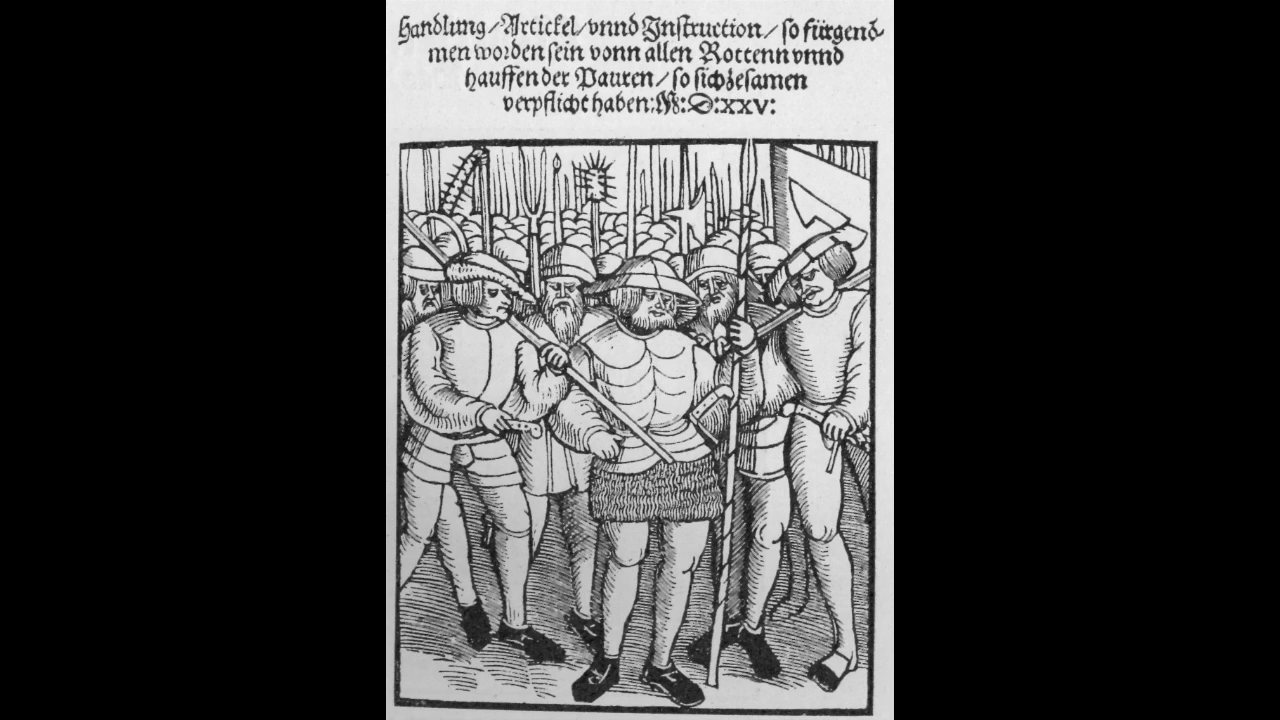 Handlung/Artickel/vnnd Instruction/so fürgenō-
men worden sein vonn allen Rottenn vnnd
hauffen der Pauren/so sich zesamen
verpflicht haben:M:D:XXV: